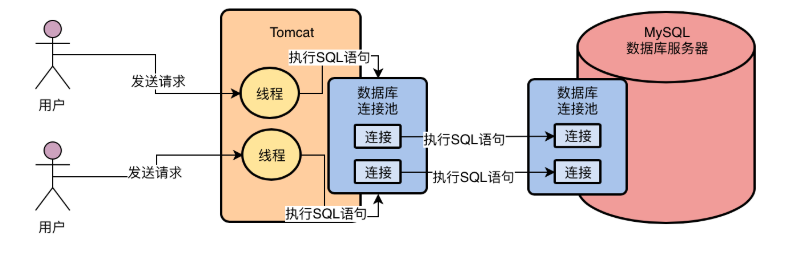 Tomcat
MySQL
数据库服务器
执行SQL语句
发送请求
线程
用户
数据库
连接池
数据库
连接池
连接
执行SQL语句
连接
线程
发送请求
连接
执行SQL语句
连接
执行SQL语句
用户